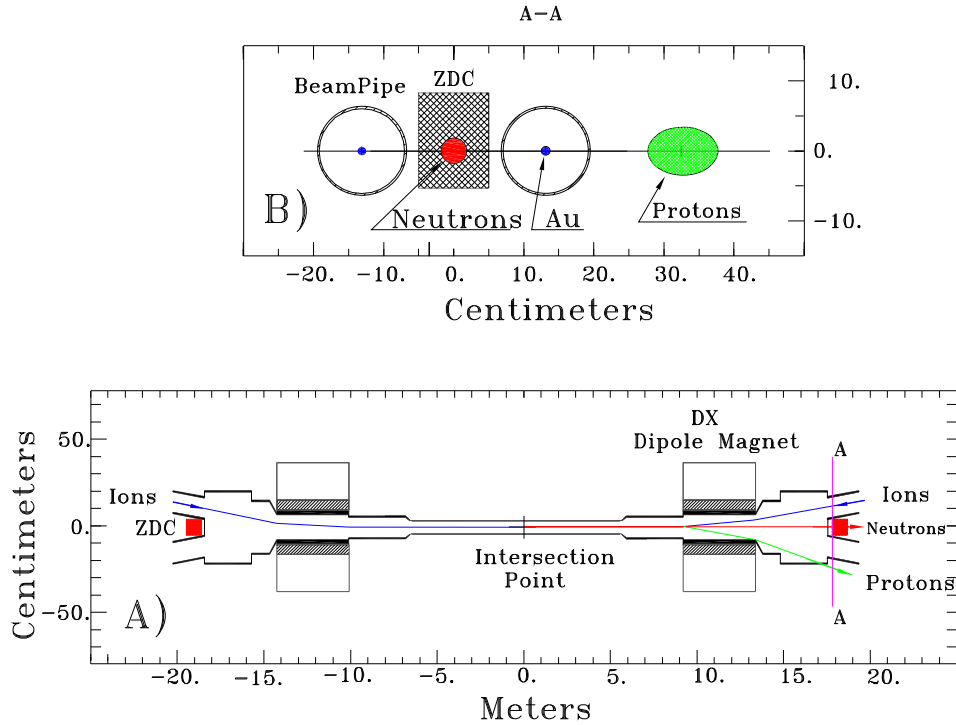 A-A
BeamPipe
ZDC
10.
0.
-10.
B)
Neutrons
Au
Protons
-20. -10. 0. 10. 20. 30. 40.
Centimeters
Centimeters
50.
0.
-50.
DX
Dipole Magnet
A
Ions
Ions
ZDC
Neutrons
Intersection
Point
Protons
A)
A
-20. -15. -10. -5. 0. 5. 10. 15. 20.
Meters